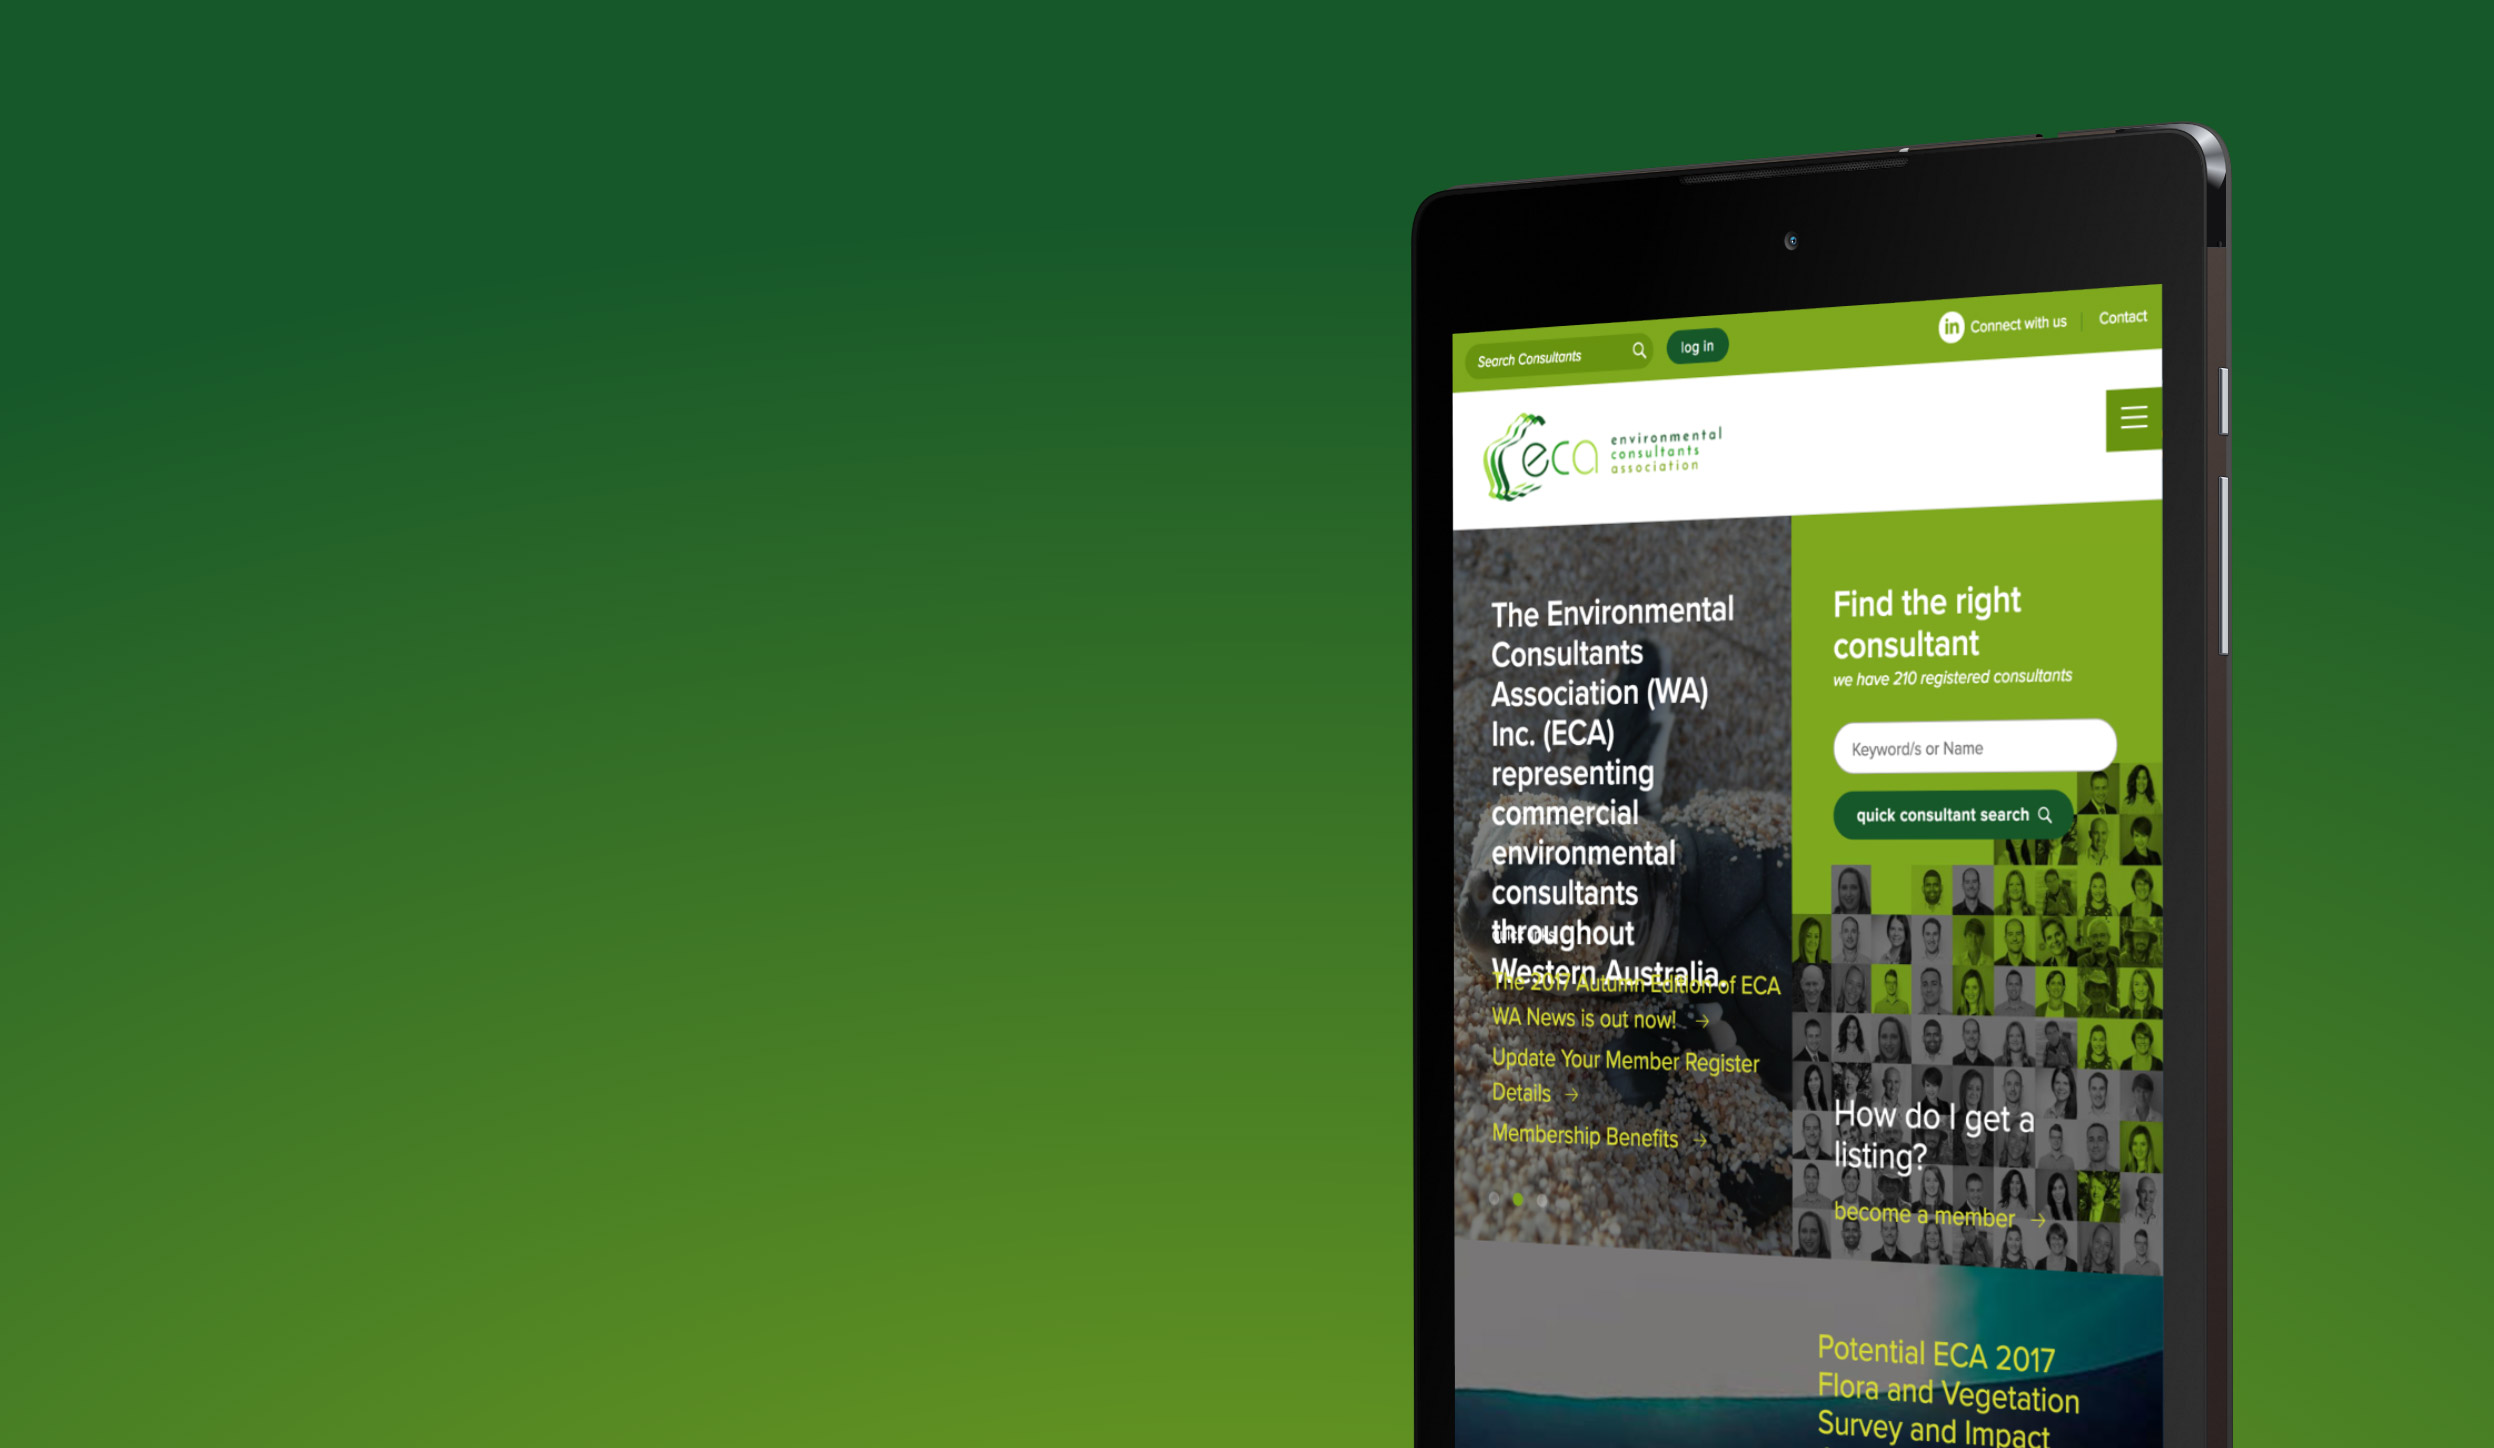 Search Consultants
log in
in Connect with us
Contact
eca
environmental
consultants
association
The Environmental
Consultants
Association (WA)
Inc. (ECA)
representing
commercial
environmental
consultants
throughout
Western Australia.
quick links
The 2017 Autumn Edition of ECA
WA News is out now! →
Update Your Member Register
Details →
Membership Benefits →
Find the right
consultant
we have 210 registered consultants
Keyword/s or Name
quick consultant search
How do I get a
listing?
become a member →
Potential ECA 2017
Flora and Vegetation
Survey and Impact